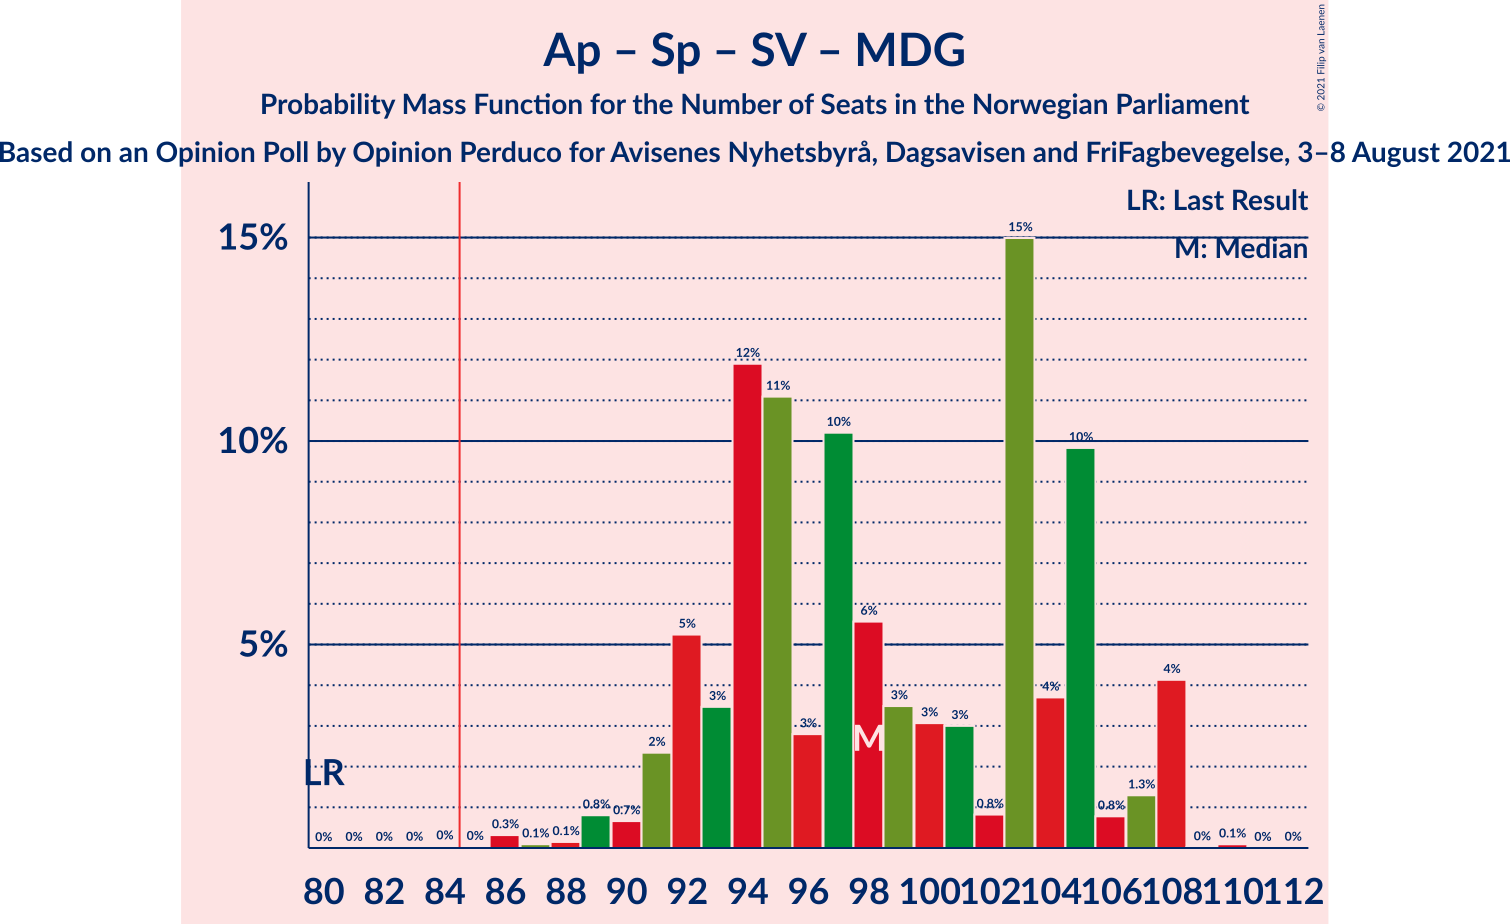 Ap – Sp – SV – MDG
Probability Mass Function for the Number of Seats in the Norwegian Parliament
Based on an Opinion Poll by Opinion Perduco for Avisenes Nyhetsbyrå, Dagsavisen and FriFagbevegelse, 3–8 August 2021
© 2021 Filip van Laenen
LR: Last Result
M: Median
15%
10%
5%
LR
M
0% 0% 0% 0% 0% 0% 0.3% 0.1% 0.1% 0.8% 0.7% 2% 5% 3% 12% 11% 3% 10% 6% 3% 3% 3% 0.8% 15% 4% 10% 0.8% 1.3% 4% 0% 0.1% 0% 0%
80 82 84 86 88 90 92 94 96 98 100 102 104 106 108 110 112